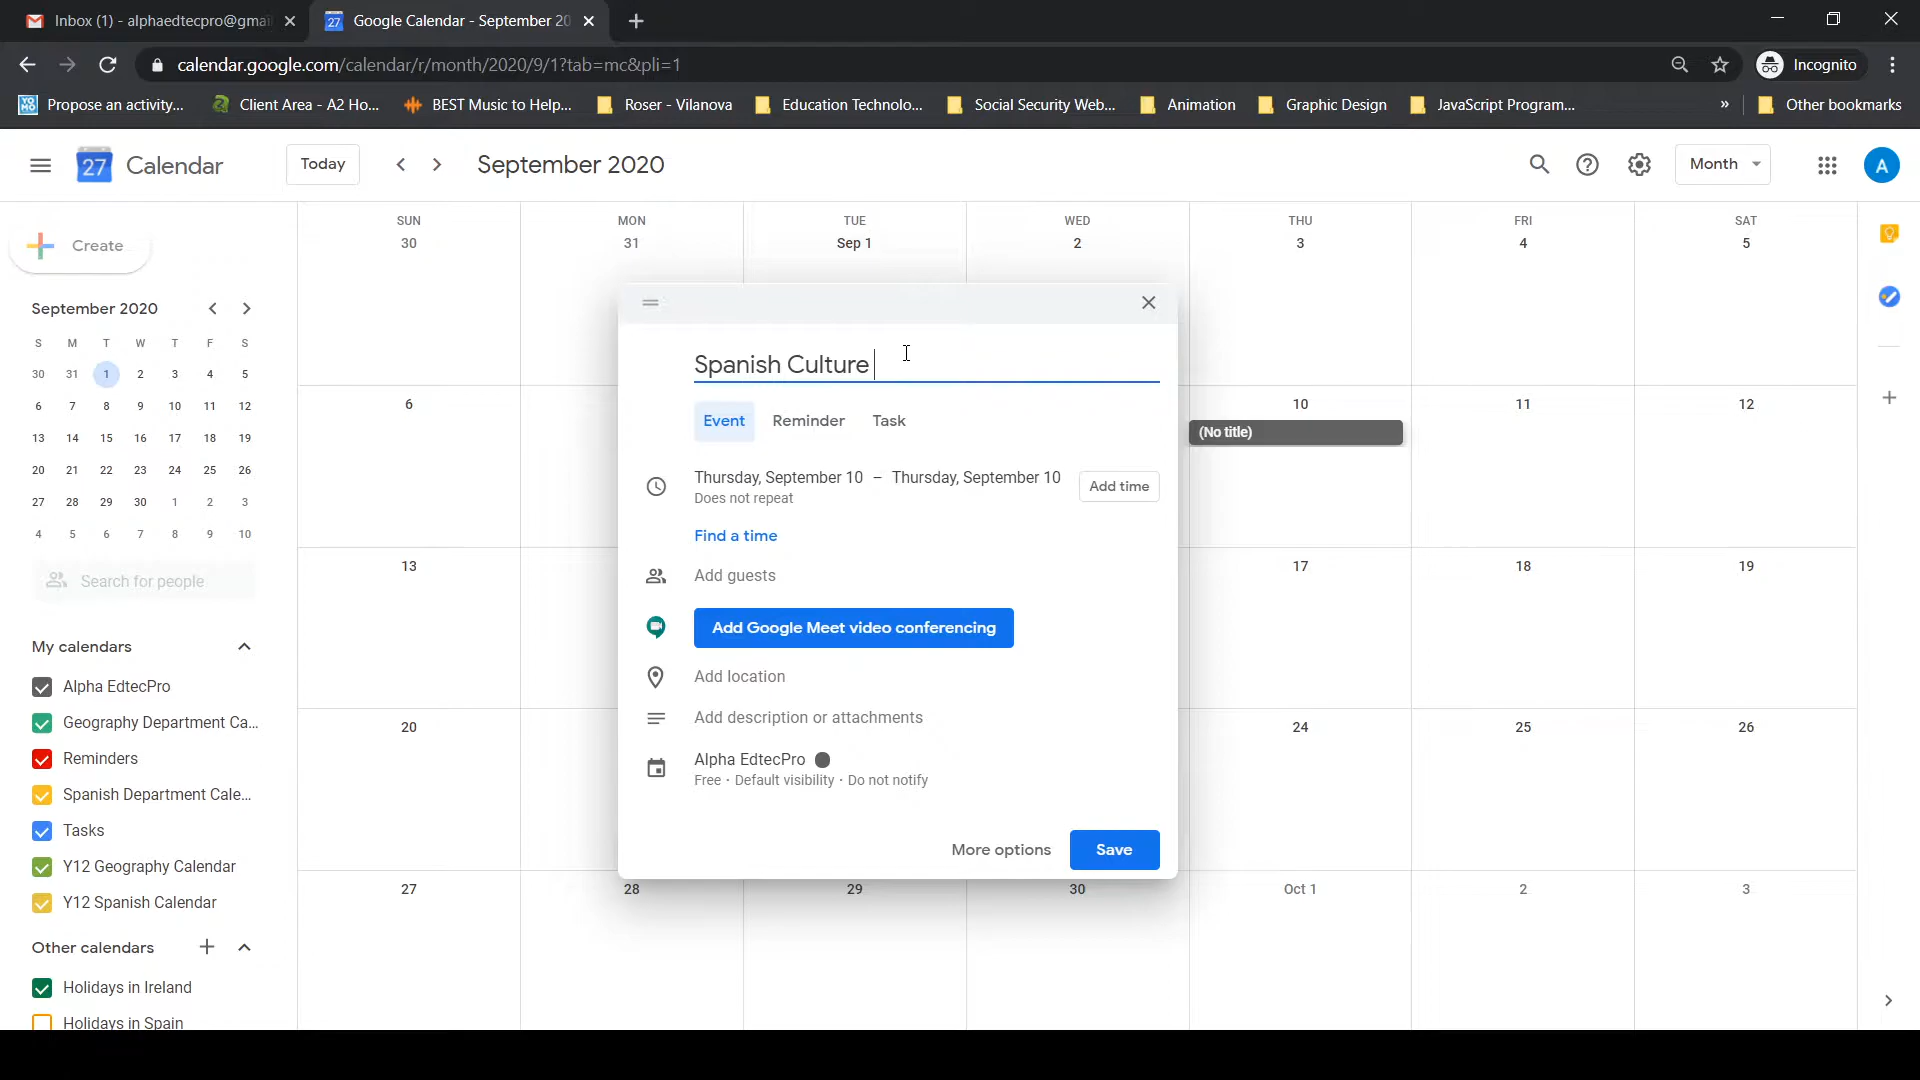 Inbox (1) - alphaedtecpro@gmai
Google Calendar - September 20
calendar.google.com/calendar/r/month/2020/9/1?tab=mc&pli=1
Incognito
Propose an activity...
Client Area - A2 Ho...
BEST Music to Help...
Roser - Vilanova
Education Technolo...
Social Security Web...
Animation
Graphic Design
JavaScript Program...
»
Other bookmarks
27
Calendar
Today
September 2020
Month
A
Create
September 2020
S M T W T F S
30 31 1 2 3 4 5
6 7 8 9 10 11 12
13 14 15 16 17 18 19
20 21 22 23 24 25 26
27 28 29 30 1 2 3
4 5 6 7 8 9 10
Search for people
My calendars
Alpha EdtecPro
Geography Department Ca...
Reminders
Spanish Department Cale...
Tasks
Y12 Geography Calendar
Y12 Spanish Calendar
Other calendars
Holidays in Ireland
Holidays in Spain
SUN MON TUE WED THU FRI SAT
30 31 Sep 1 2 3 4 5
6 10 11 12
(No title)
13 17 18 19
20 24 25 26
27 28 29 30 Oct 1 2 3
Spanish Culture
Event Reminder Task
Thursday, September 10 – Thursday, September 10
Add time
Does not repeat
Find a time
Add guests
Add Google Meet video conferencing
Add location
Add description or attachments
Alpha EdtecPro
Free · Default visibility · Do not notify
More options
Save